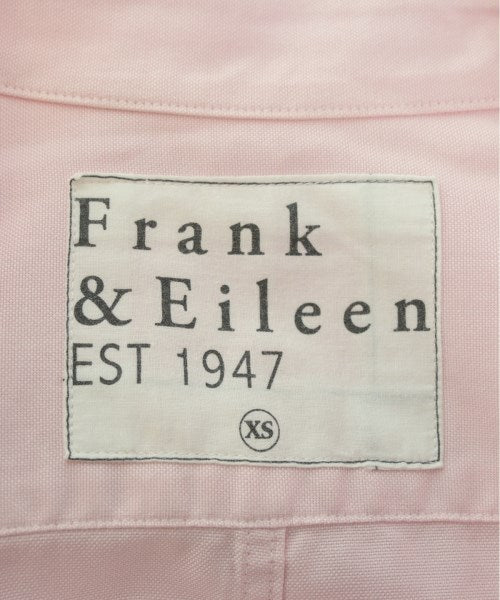 Frank
& Eileen
EST 1947
XS